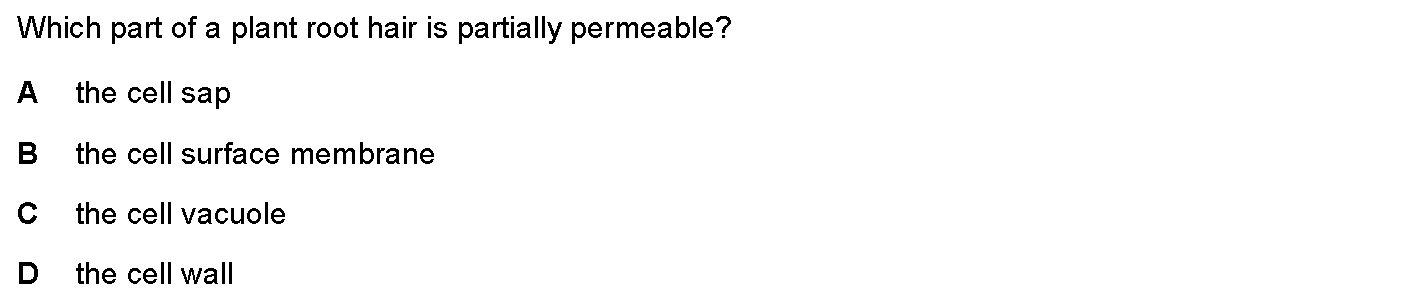 Which part of a plant root hair is partially permeable?
A the cell sap
B the cell surface membrane
C the cell vacuole
D the cell wall